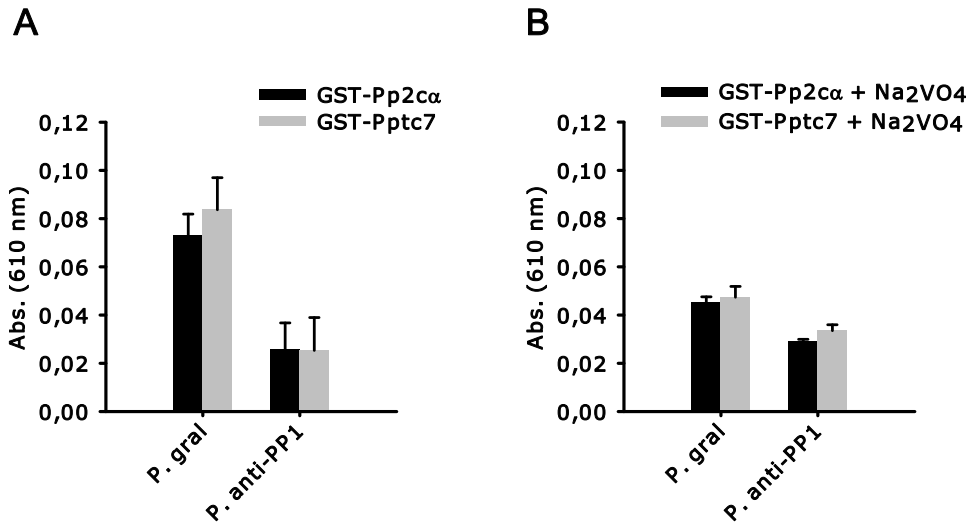 A
GST-Pp2cα
GST-Pptc7
Abs. (610 nm)
0,12
0,10
0,08
0,06
0,04
0,02
0,00
P. gral
P. anti-PP1
B
GST-Pp2cα + Na2VO4
GST-Pptc7 + Na2VO4
Abs. (610 nm)
0,12
0,10
0,08
0,06
0,04
0,02
0,00
P. gral
P. anti-PP1